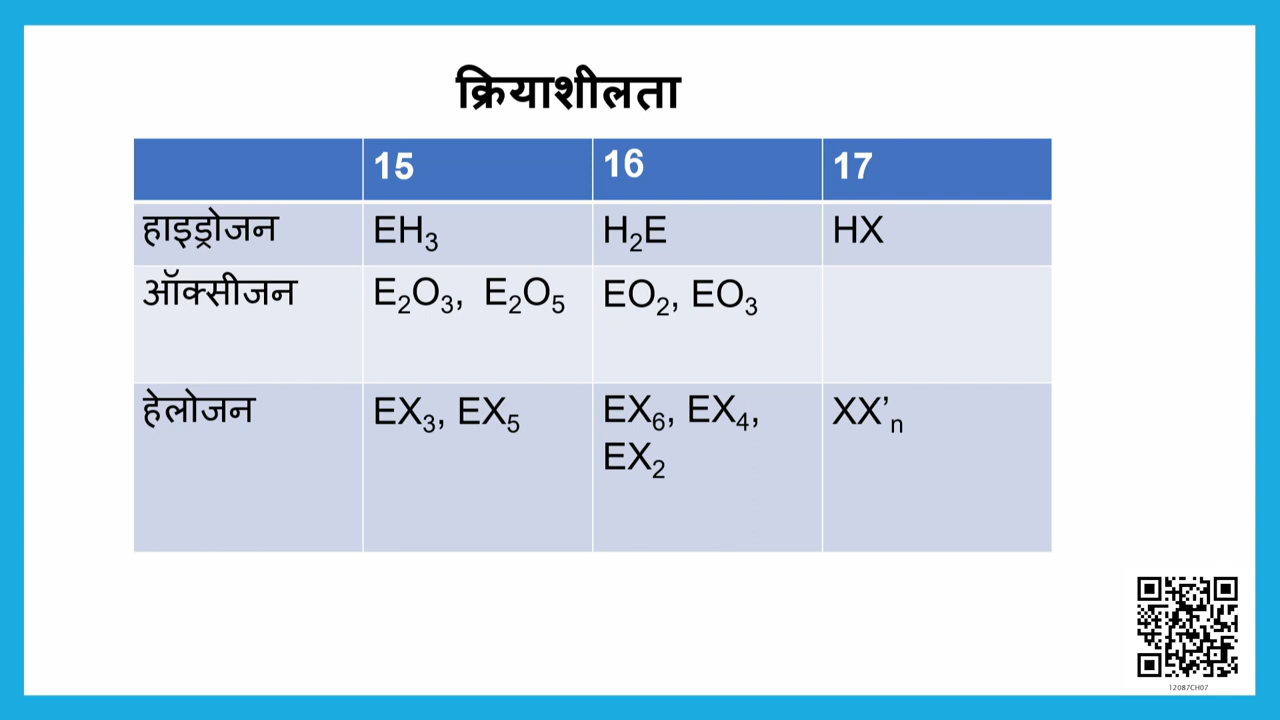 क्रियाशीलता
15 16 17
हाइड्रोजन EH₃ H₂E HX
ऑक्सीजन E₂O₃, E₂O₅ EO₂, EO₃
हेलोजन EX₃, EX₅ EX₆, EX₄, XX’ₙ
EX₂
12087CH07